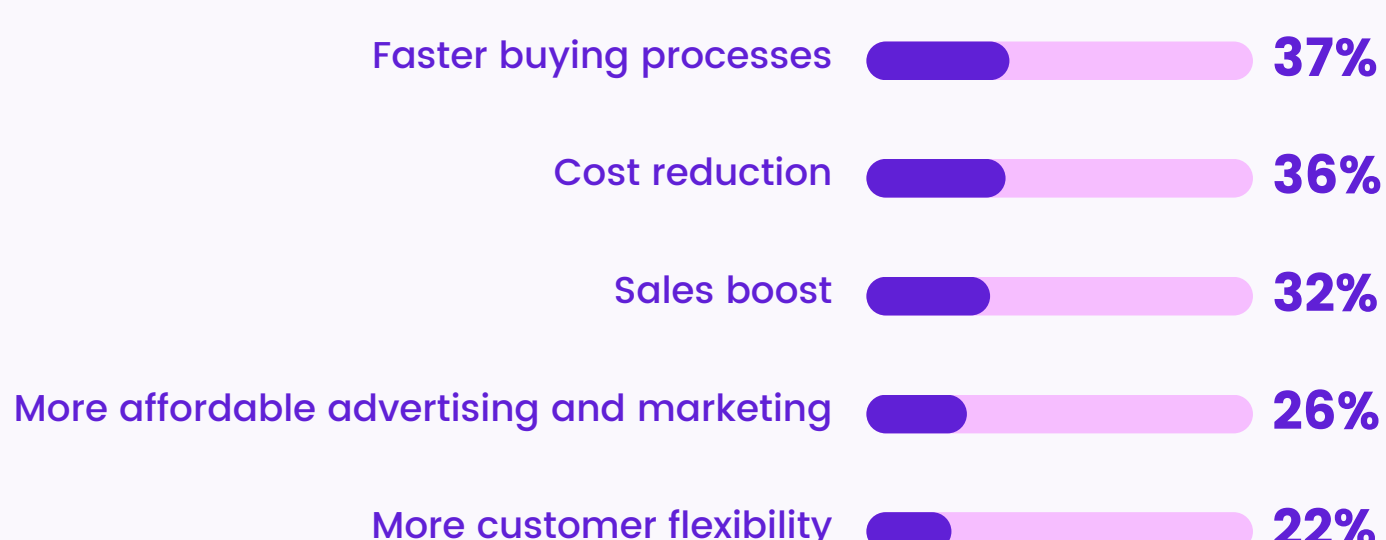 Faster buying processes 37%
Cost reduction 36%
Sales boost 32%
More affordable advertising and marketing 26%
More customer flexibility 22%